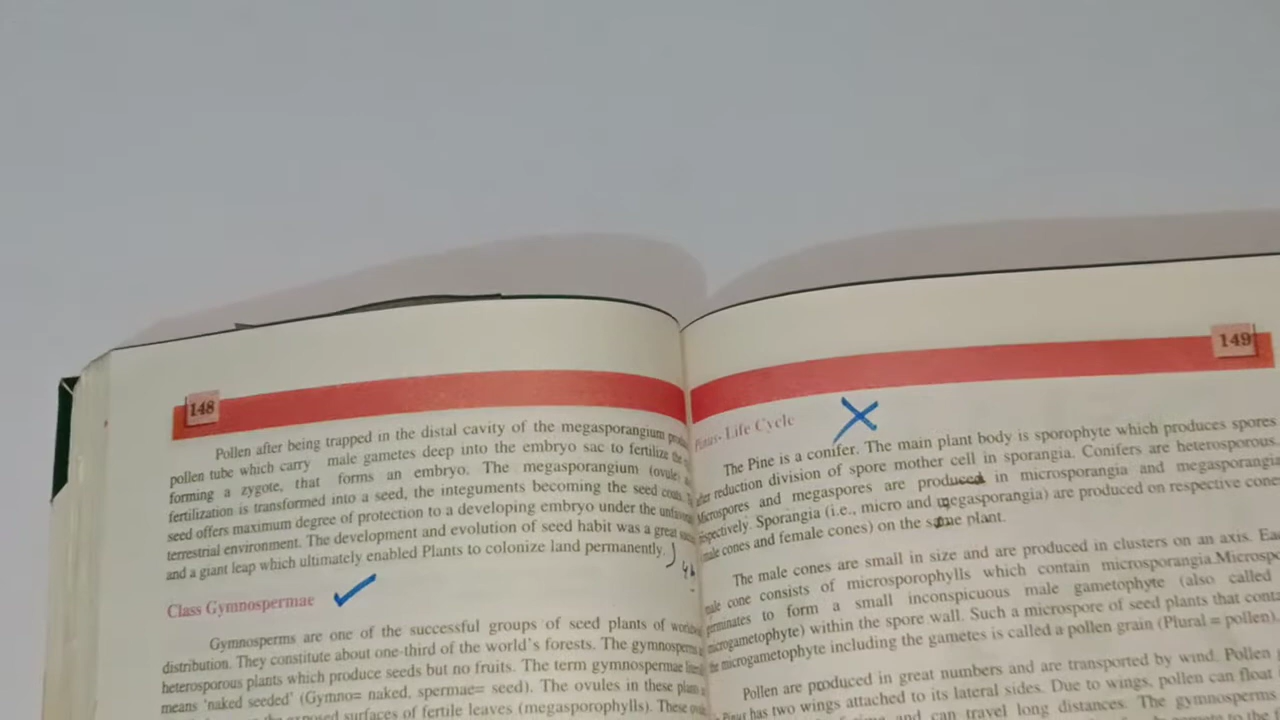 148
Pollen after being trapped in the distal cavity of the megasporangium
pollen tube which carry male gametes deep into the embryo sac to fertilize
forming a zygote, that forms an embryo. The megasporangium (ovule)
fertilization is transformed into a seed, the integuments becoming the seed
seed offers maximum degree of protection to a developing embryo under the
terrestrial environment. The development and evolution of seed habit was a great
and a giant leap which ultimately enabled Plants to colonize land permanently.
Class Gymnospermae
Gymnosperms are one of the successful groups of seed plants of
distribution. They constitute about one-third of the world's forests. The gymnosperms
heterosporous plants which produce seeds but no fruits. The term gymnospermae
means 'naked seeded' (Gymno= naked, spermae= seed). The ovules in these
surfaces of fertile leaves (megasporophylls). These
149
Pinus- Life Cycle
The Pine is a conifer. The main plant body is sporophyte which produces spores
after reduction division of spore mother cell in sporangia. Conifers are heterosporous.
Microspores and megaspores are produced in microsporangia and megasporangia
respectively. Sporangia (i.e., micro and megasporangia) are produced on respective cones
(male cones and female cones) on the same plant.
The male cones are small in size and are produced in clusters on an axis.
male cone consists of microsporophylls which contain microsporangia.
germinates to form a small inconspicuous male gametophyte (also called
microgametophyte) within the spore wall. Such a microspore of seed plants that
the microgametophyte including the gametes is called a pollen grain (Plural = pollen).
Pollen are produced in great numbers and are transported by wind. Pollen
Pinus has two wings attached to its lateral sides. Due to wings, pollen can float
and can travel long distances. The gymnosperms